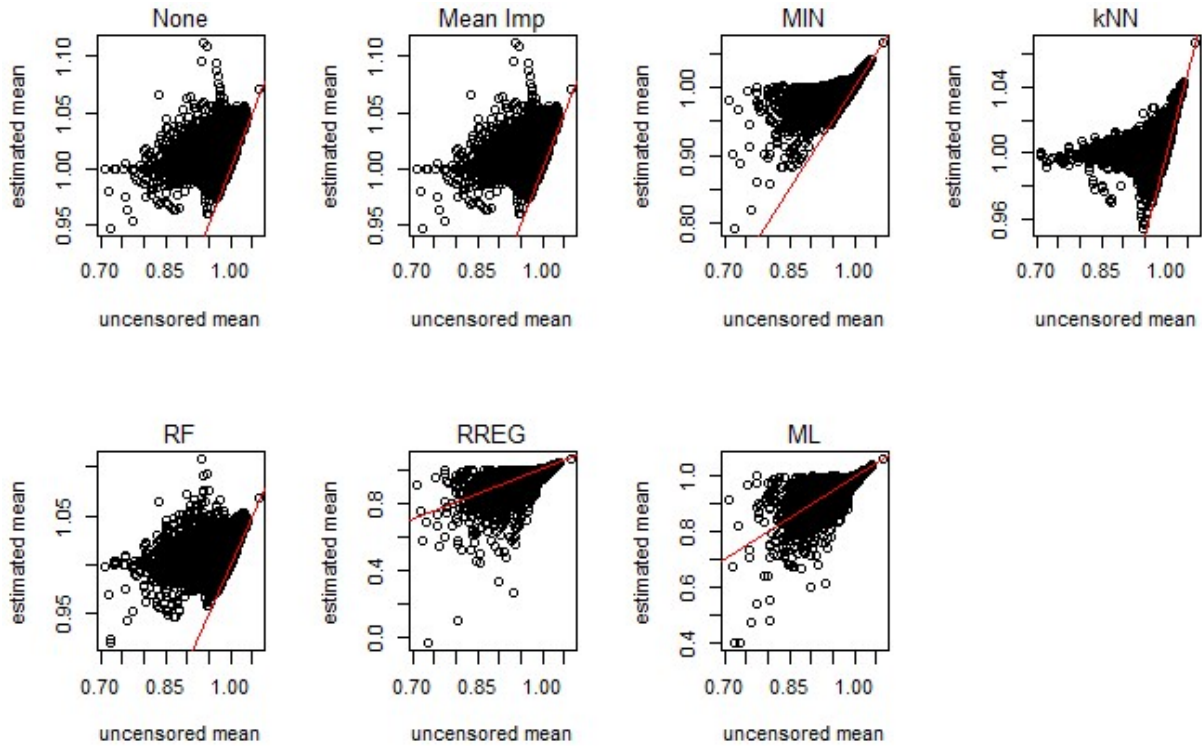 None
estimated mean
0.95 1.00 1.05 1.10
0.70 0.85 1.00
uncensored mean
Mean Imp
estimated mean
0.95 1.00 1.05 1.10
0.70 0.85 1.00
uncensored mean
MIN
estimated mean
0.80 0.90 1.00
0.70 0.85 1.00
uncensored mean
kNN
estimated mean
0.96 1.00 1.04
0.70 0.85 1.00
uncensored mean
RF
estimated mean
0.95 1.05
0.70 0.85 1.00
uncensored mean
RREG
estimated mean
0.0 0.4 0.8
0.70 0.85 1.00
uncensored mean
ML
estimated mean
0.4 0.6 0.8 1.0
0.70 0.85 1.00
uncensored mean